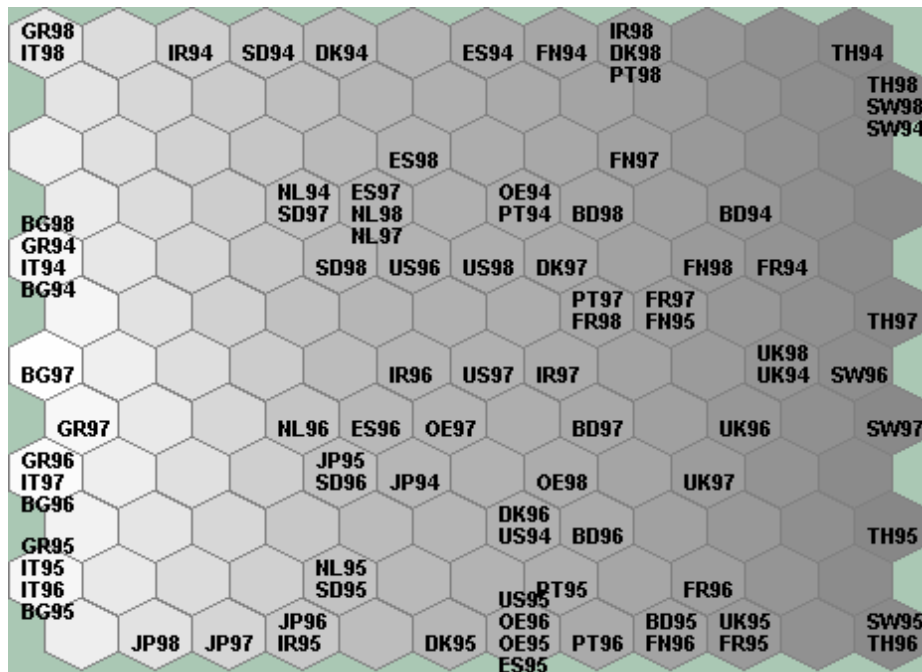 GR98
IT98 IR94 SD94 DK94 ES94 FN94 IR98
DK98
PT98 TH94
TH98
SW98
SW94
ES98 FN97
NL94
SD97 ES97
NL98
NL97 OE94
PT94 BD98 BD94
BG98
GR94
IT94
BG94 SD98 US96 US98 DK97 FN98 FR94
PT97
FR98 FR97
FN95 TH97
BG97 IR96 US97 IR97 UK98
UK94 SW96
GR97 NL96 ES96 OE97 BD97 UK96 SW97
GR96
IT97
BG96 JP95
SD96 JP94 OE98 UK97
DK96
US94 BD96 TH95
GR95
IT95
IT96
BG95 NL95
SD95 PT95 FR96
JP98 JP97 JP96
IR95 DK95 US95
OE96
OE95
ES95 PT96 BD95
FN96 UK95
FR95 SW95
TH96